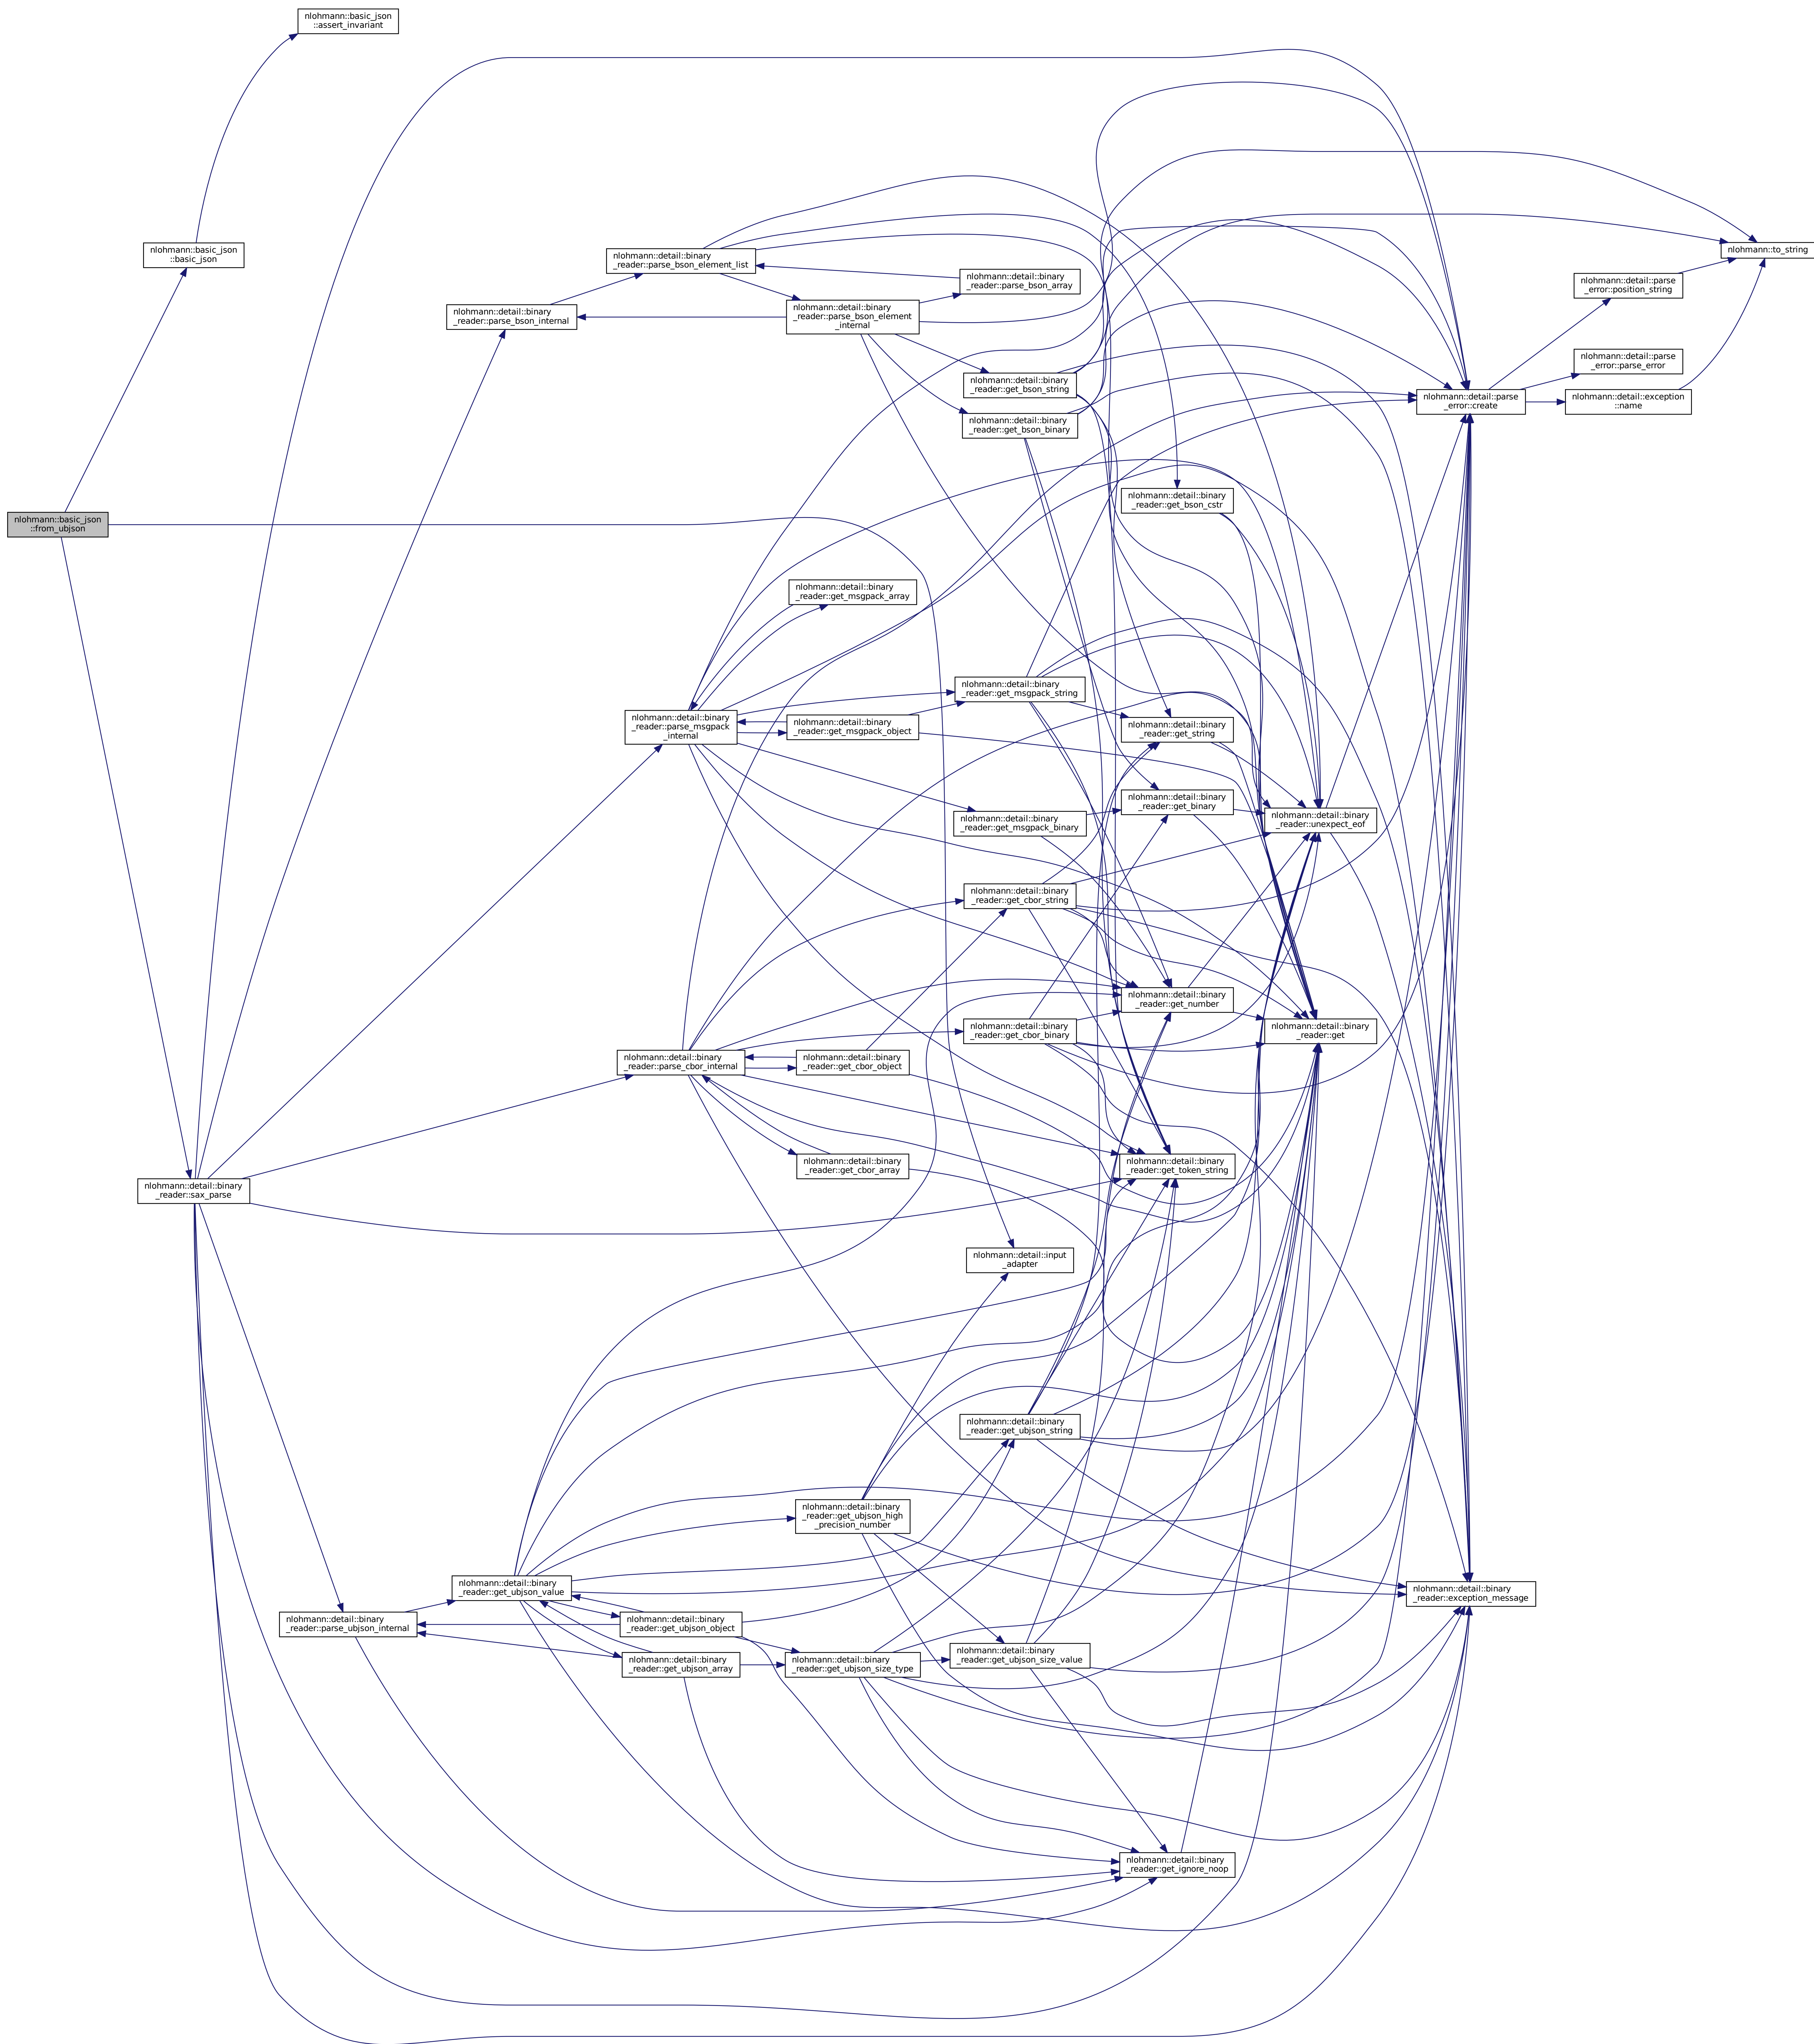 nlohmann::basic_json
::assert_invariant
nlohmann::basic_json
::basic_json
nlohmann::to_string
nlohmann::detail::binary
_reader::parse_bson_element_list
nlohmann::detail::binary
_reader::parse_bson_array
nlohmann::detail::parse
_error::position_string
nlohmann::detail::binary
_reader::parse_bson_internal
nlohmann::detail::binary
_reader::parse_bson_element
_internal
nlohmann::detail::parse
_error::parse_error
nlohmann::detail::binary
_reader::get_bson_string
nlohmann::detail::parse
_error::create
nlohmann::detail::exception
::name
nlohmann::detail::binary
_reader::get_bson_binary
nlohmann::detail::binary
_reader::get_bson_cstr
nlohmann::basic_json
::from_ubjson
nlohmann::detail::binary
_reader::get_msgpack_array
nlohmann::detail::binary
_reader::get_msgpack_string
nlohmann::detail::binary
_reader::parse_msgpack
_internal
nlohmann::detail::binary
_reader::get_msgpack_object
nlohmann::detail::binary
_reader::get_string
nlohmann::detail::binary
_reader::get_binary
nlohmann::detail::binary
_reader::get_msgpack_binary
nlohmann::detail::binary
_reader::unexpect_eof
nlohmann::detail::binary
_reader::get_cbor_string
nlohmann::detail::binary
_reader::get_number
nlohmann::detail::binary
_reader::get_cbor_binary
nlohmann::detail::binary
_reader::get
nlohmann::detail::binary
_reader::parse_cbor_internal
nlohmann::detail::binary
_reader::get_cbor_object
nlohmann::detail::binary
_reader::get_cbor_array
nlohmann::detail::binary
_reader::get_token_string
nlohmann::detail::binary
_reader::sax_parse
nlohmann::detail::input
_adapter
nlohmann::detail::binary
_reader::get_ubjson_string
nlohmann::detail::binary
_reader::get_ubjson_high
_precision_number
nlohmann::detail::binary
_reader::get_ubjson_value
nlohmann::detail::binary
_reader::exception_message
nlohmann::detail::binary
_reader::parse_ubjson_internal
nlohmann::detail::binary
_reader::get_ubjson_object
nlohmann::detail::binary
_reader::get_ubjson_array
nlohmann::detail::binary
_reader::get_ubjson_size_type
nlohmann::detail::binary
_reader::get_ubjson_size_value
nlohmann::detail::binary
_reader::get_ignore_noop